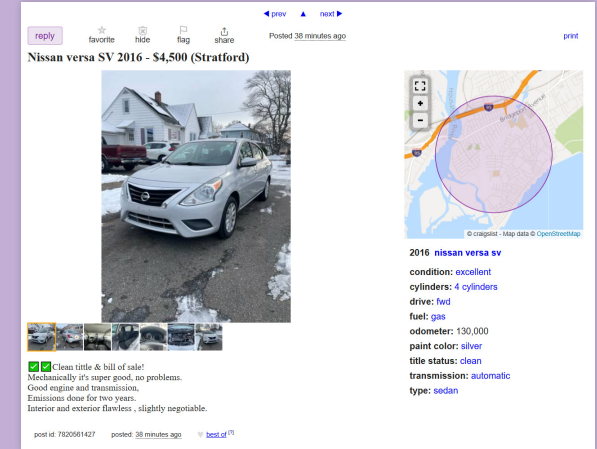 prev
next
reply
favorite
hide
flag
share
Posted 38 minutes ago
print
Nissan versa SV 2016 - $4,500 (Stratford)
+
-
95
95
Bridgeport Avenue
© craigslist - Map data © OpenStreetMap
2016 nissan versa sv
condition: excellent
cylinders: 4 cylinders
drive: fwd
fuel: gas
odometer: 130,000
paint color: silver
title status: clean
transmission: automatic
type: sedan
Clean tittle & bill of sale!
Mechanically it's super good, no problems.
Good engine and transmission,
Emissions done for two years.
Interior and exterior flawless , slightly negotiable.
post id: 7820561427
posted: 38 minutes ago
best of [?]